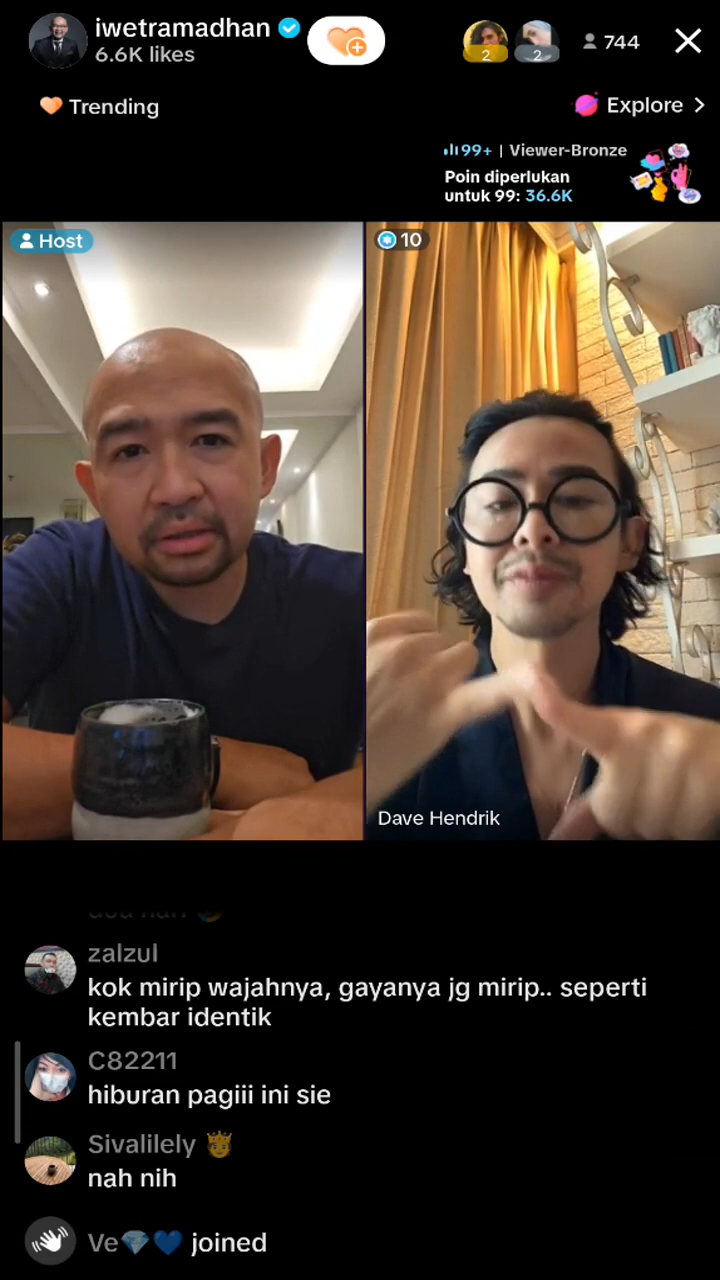 iwetramadhan
6.6K likes
2
2
744
Trending
Explore
99+ | Viewer-Bronze
Poin diperlukan
untuk 99: 36.6K
Host
10
Dave Hendrik
zalzul
kok mirip wajahnya, gayanya jg mirip.. seperti
kembar identik
C82211
hiburan pagiii ini sie
Sivalilely 🤴
nah nih
Ve💎💙 joined